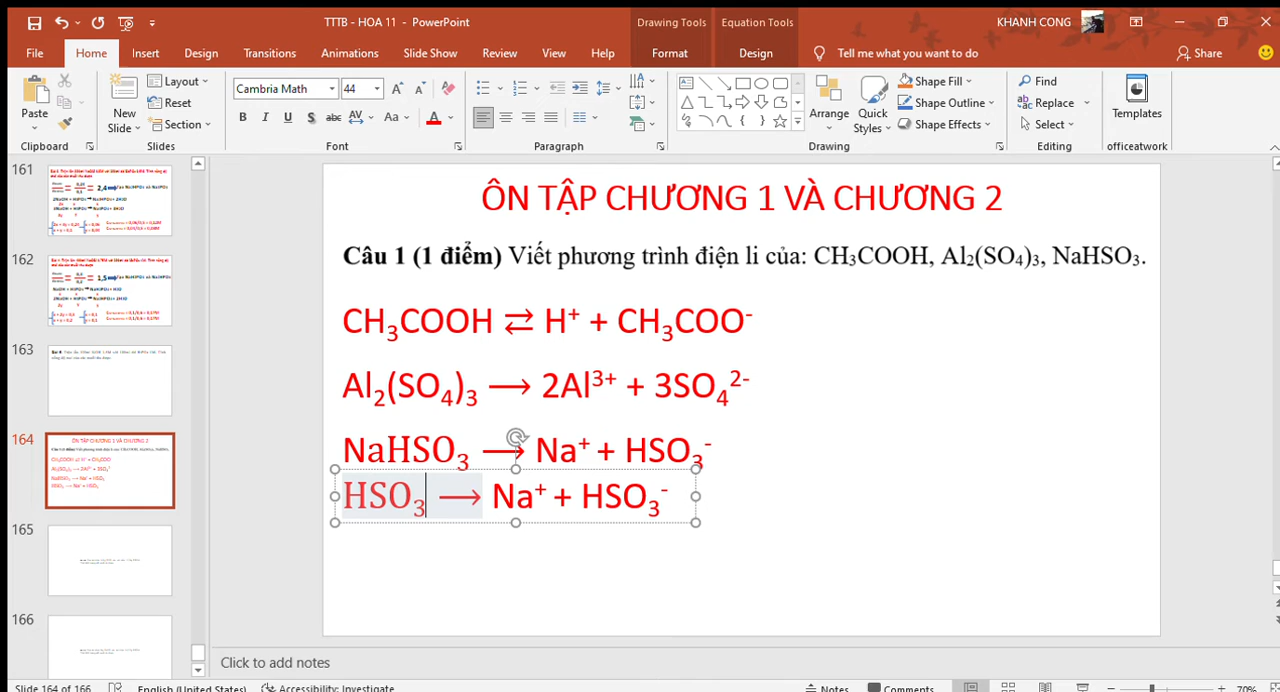 TTTB - HOA 11 - PowerPoint
Drawing Tools
Equation Tools
KHANH CONG
File Home Insert Design Transitions Animations Slide Show Review View Help Format Design Tell me what you want to do Share
Paste
Clipboard
New Slide
Layout
Reset
Section
Slides
Cambria Math 44
B I U S abc AV Aa A
Font
Paragraph
Arrange
Quick Styles
Shape Fill
Shape Outline
Shape Effects
Drawing
Find
Replace
Select
Editing
Templates
officeatwork
161
162
163
164
165
166
ÔN TẬP CHƯƠNG 1 VÀ CHƯƠNG 2
Câu 1 (1 điểm) Viết phương trình điện li của: CH₃COOH, Al₂(SO₄)₃, NaHSO₃.
CH₃COOH ⇄ H⁺ + CH₃COO⁻
Al₂(SO₄)₃ ⟶ 2Al³⁺ + 3SO₄²⁻
NaHSO₃ ⟶ Na⁺ + HSO₃⁻
HSO₃ ⟶ Na⁺ + HSO₃⁻
Click to add notes
Slide 164 of 166 English (United States) Accessibility: Investigate Notes Comments 70%